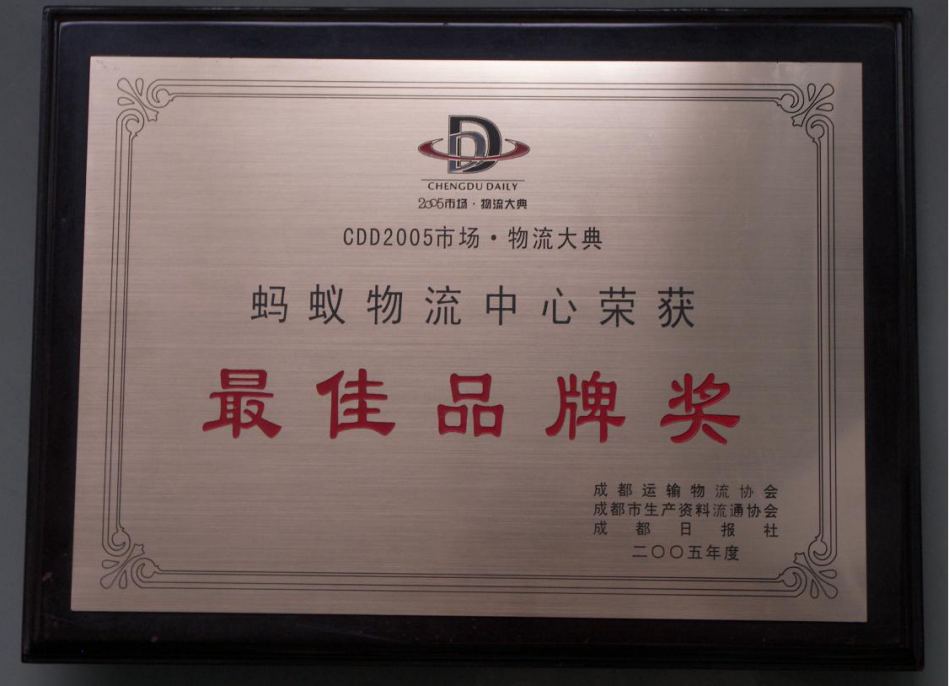 CHENGDU DAILY
2005市场·物流大典
CDD2005市场·物流大典
蚂蚁物流中心荣获
最佳品牌奖
成都运输物流协会
成都市生产资料流通协会
成都日报社
二〇〇五年度